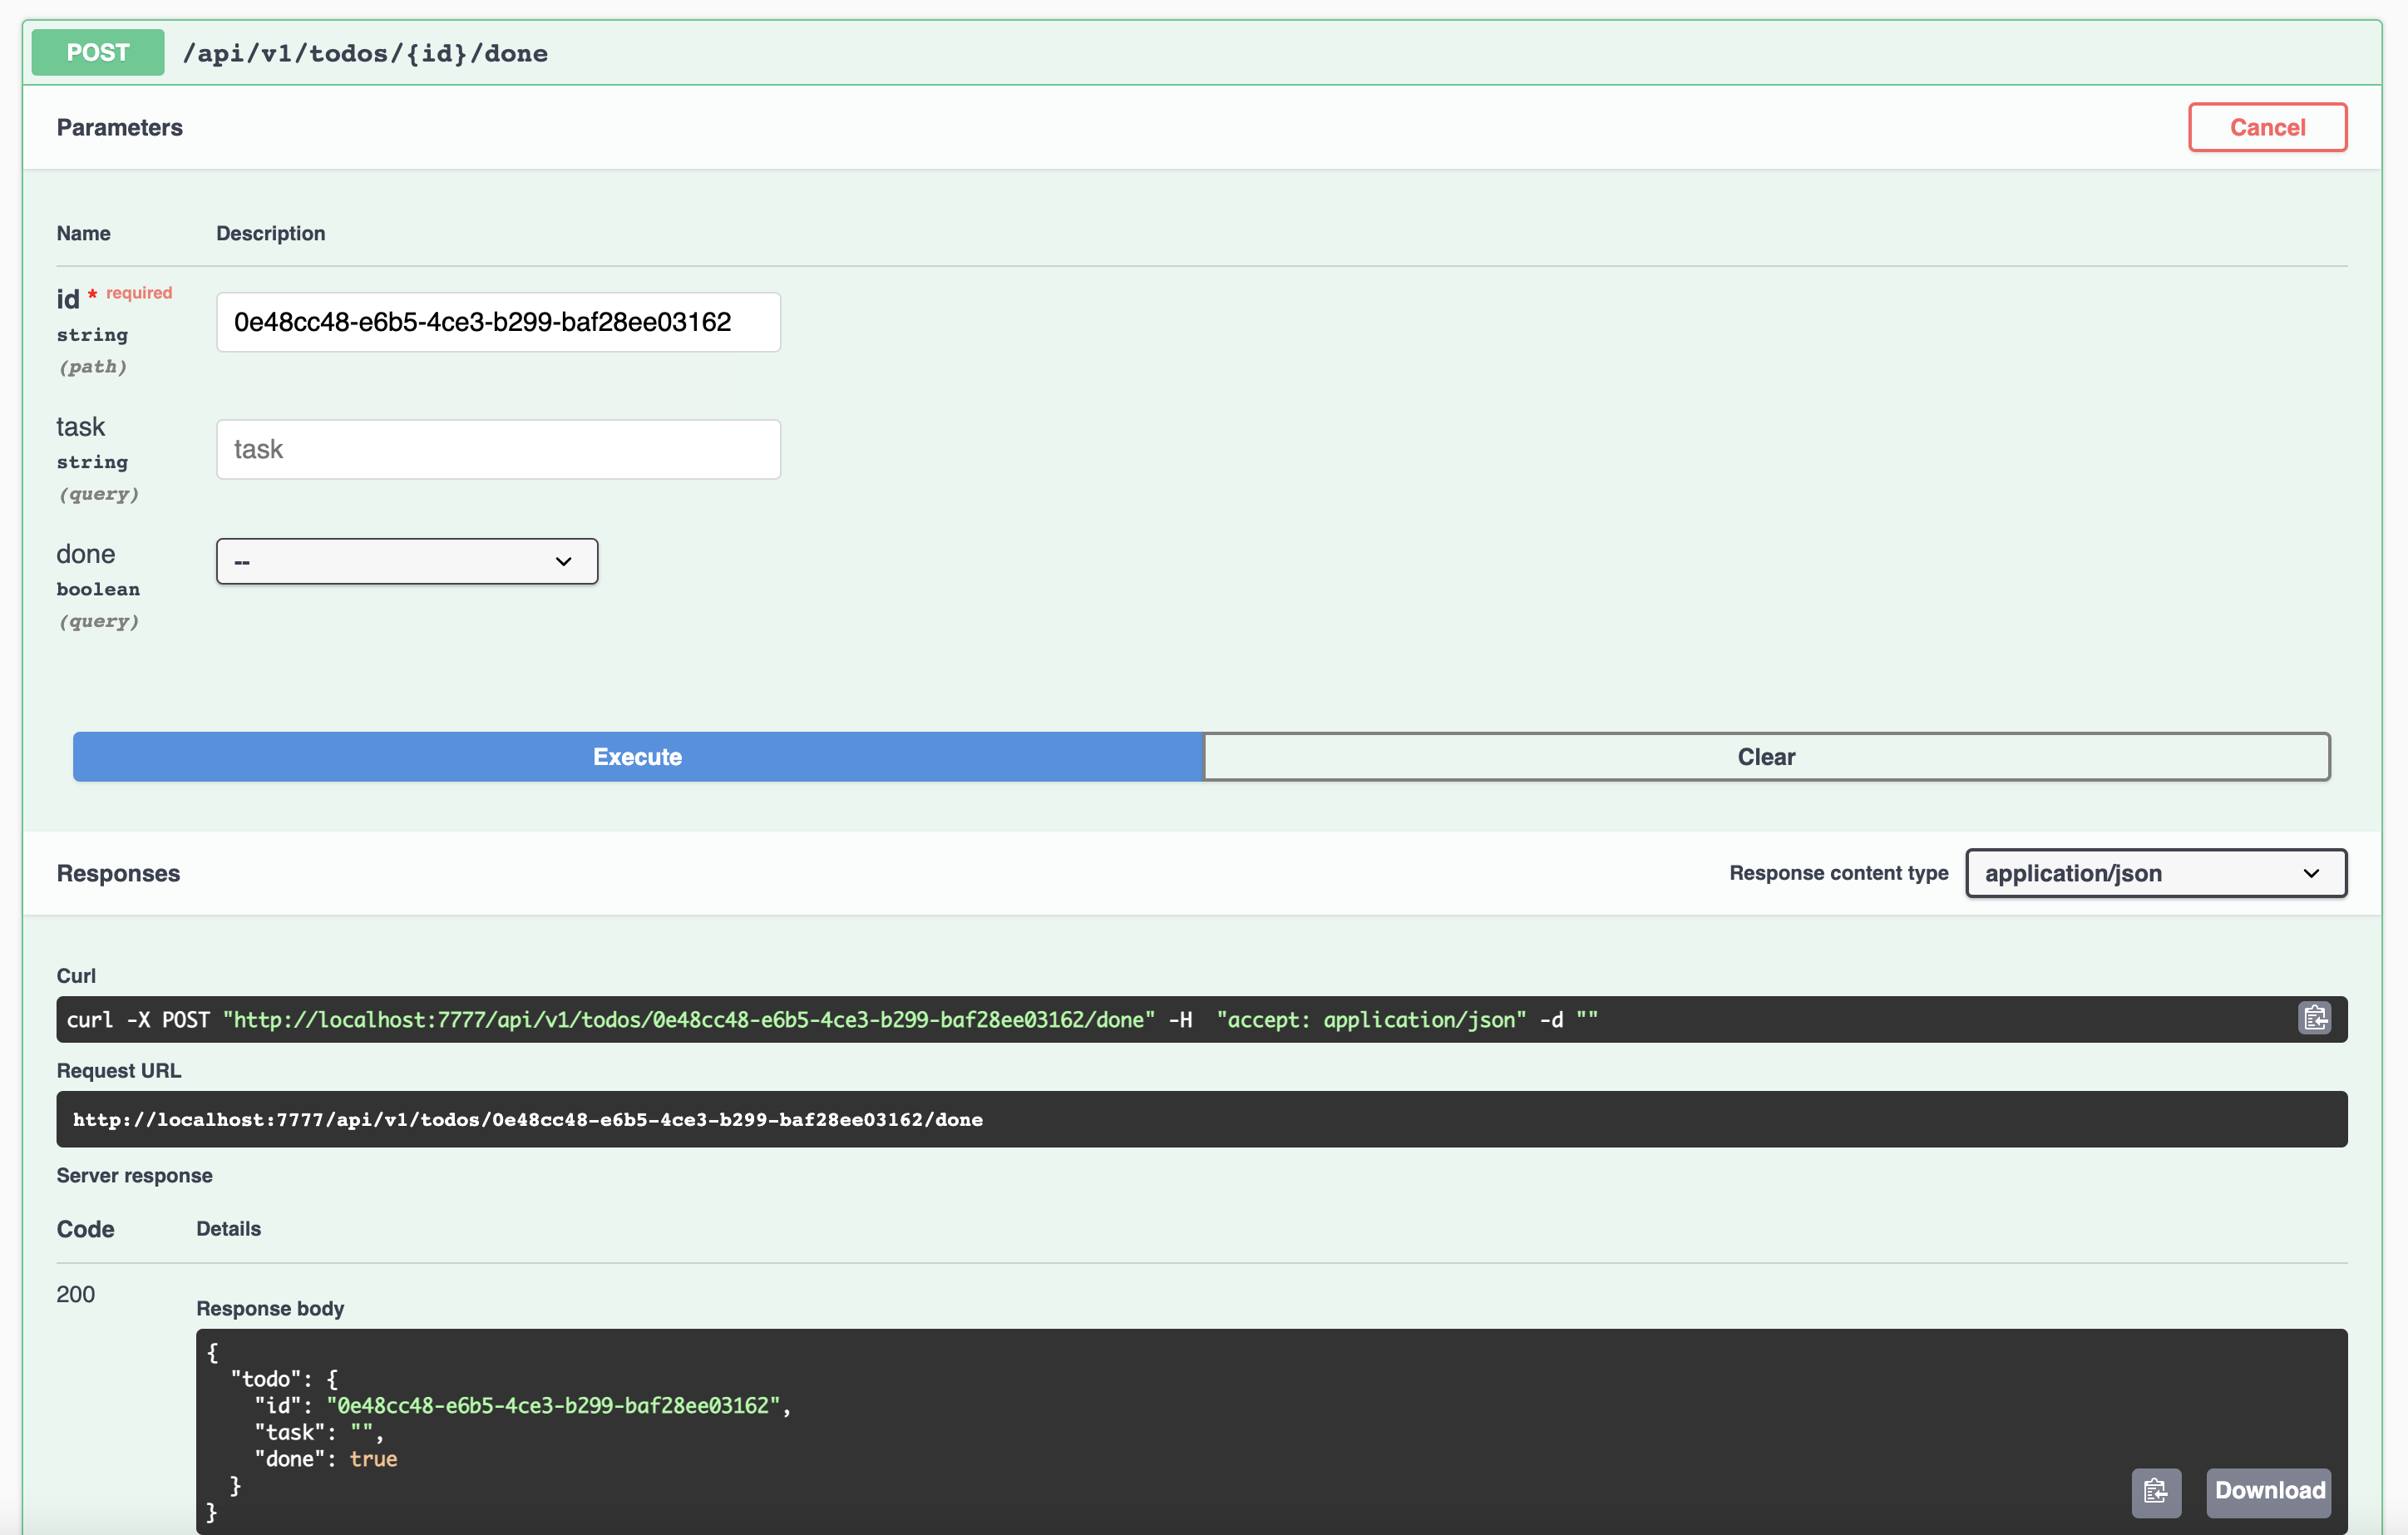 POST /api/v1/todos/{id}/done
Parameters
Cancel
Name Description
id * required
string
(path)
0e48cc48-e6b5-4ce3-b299-baf28ee03162
task
string
(query)
task
done
boolean
(query)
--
Execute
Clear
Responses
Response content type
application/json
Curl
curl -X POST "http://localhost:7777/api/v1/todos/0e48cc48-e6b5-4ce3-b299-baf28ee03162/done" -H  "accept: application/json" -d ""
Request URL
http://localhost:7777/api/v1/todos/0e48cc48-e6b5-4ce3-b299-baf28ee03162/done
Server response
Code Details
200
Response body
{
  "todo": {
    "id": "0e48cc48-e6b5-4ce3-b299-baf28ee03162",
    "task": "",
    "done": true
  }
}
Download